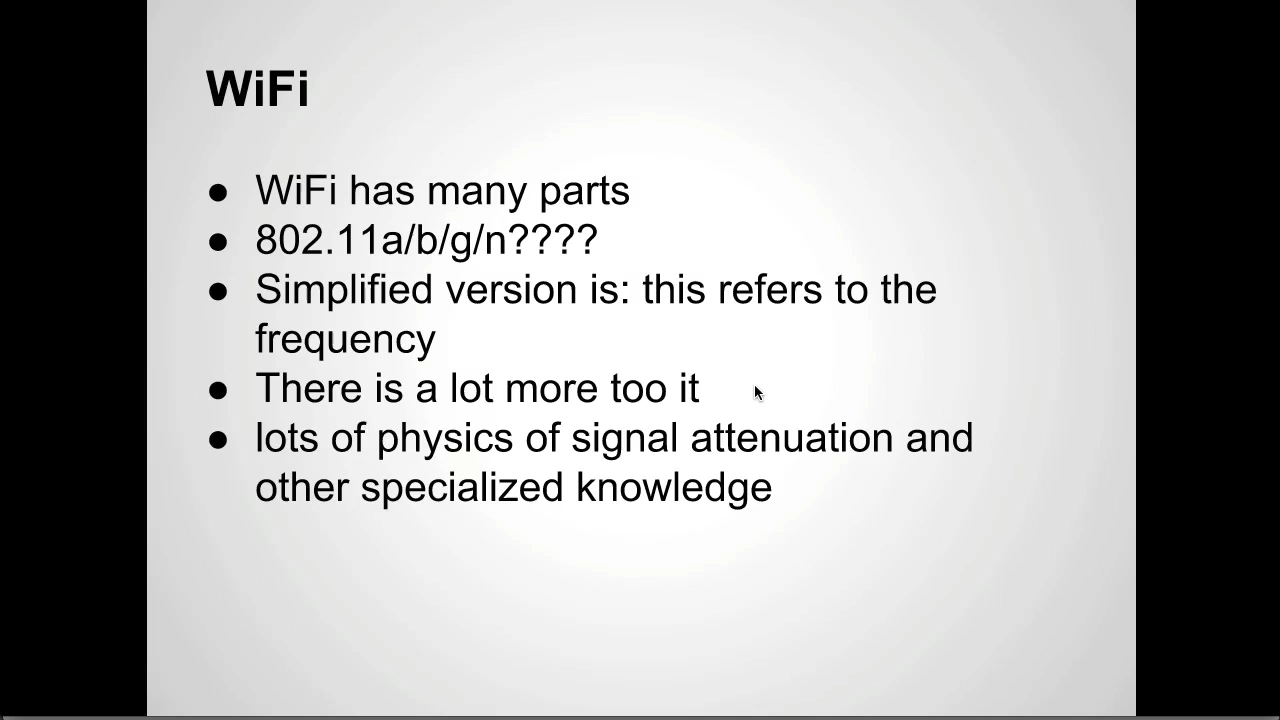 WiFi
● WiFi has many parts
● 802.11a/b/g/n????
● Simplified version is: this refers to the
frequency
● There is a lot more too it
● lots of physics of signal attenuation and
other specialized knowledge